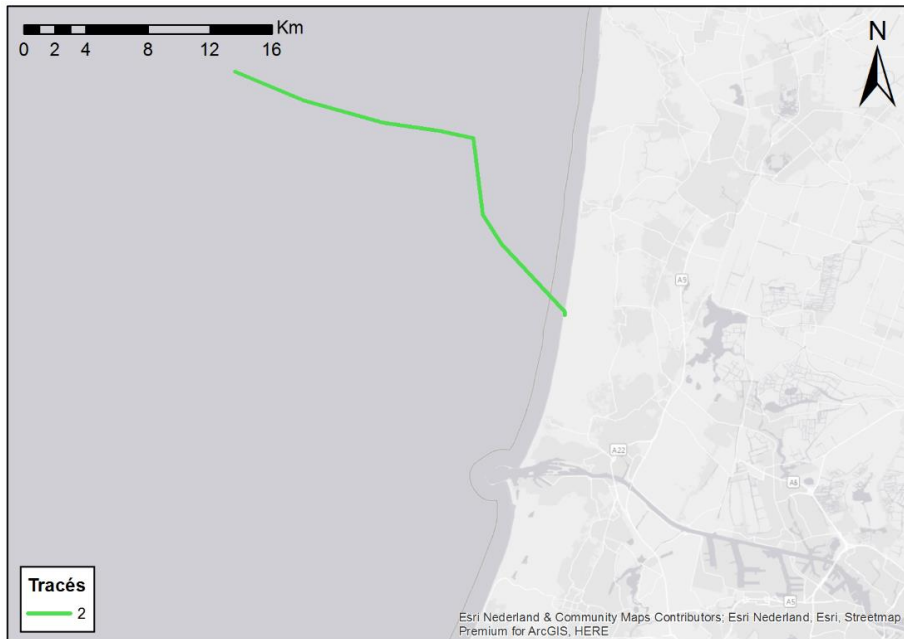 Km
0 2 4 8 12 16
N
A9
A22
A8
A5
Tracés
2
Esri Nederland & Community Maps Contributors; Esri Nederland, Esri, Streetmap
Premium for ArcGIS, HERE